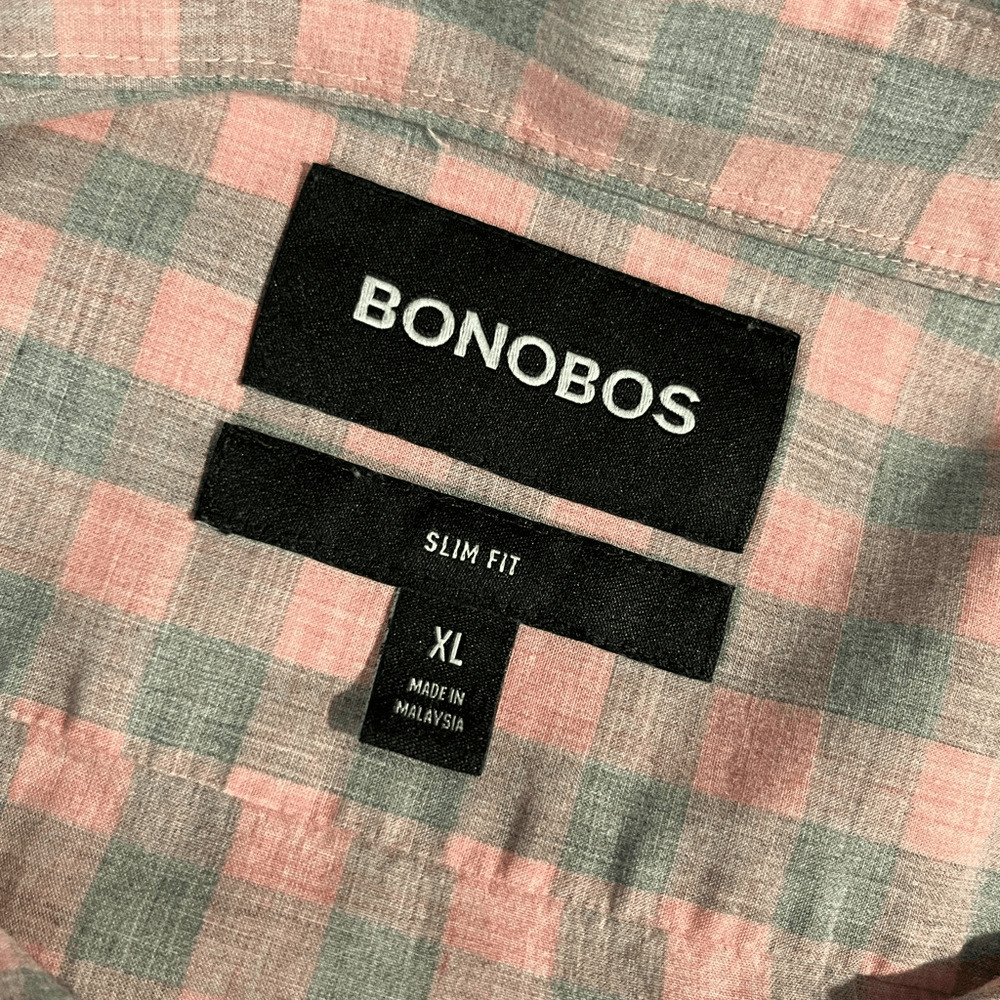 BONOBOS
SLIM FIT
XL
MADE IN
MALAYSIA